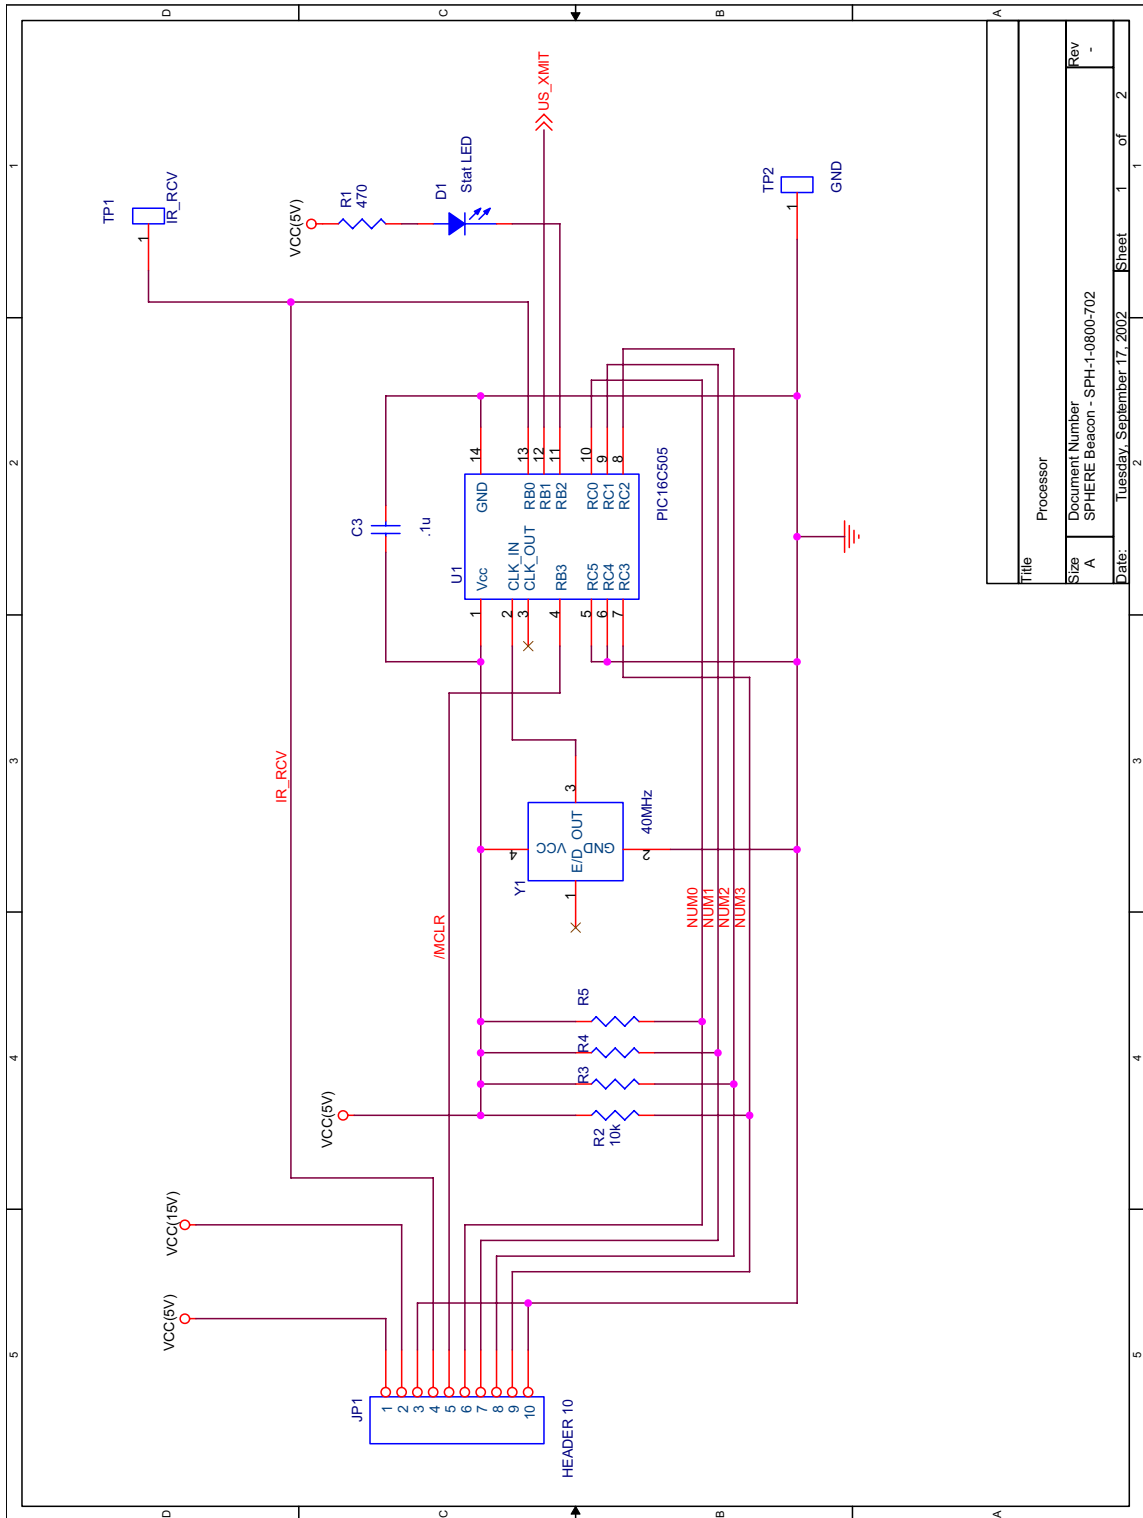 5
4
3
2
1
D
C
B
A
VCC(5V)
VCC(15V)
VCC(5V)
IR_RCV
TP1
1
IR_RCV
VCC(5V)
R1
470
D1
Stat LED
US_XMIT
JP1
1
2
3
4
5
6
7
8
9
10
HEADER 10
/MCLR
C3
.1u
U1
1
2
3
4
5
6
7
Vcc
CLK_IN
CLK_OUT
RB3
RC5
RC4
RC3
GND
RB0
RB1
RB2
RC0
RC1
RC2
14
13
12
11
10
9
8
PIC16C505
Y1
1
4
3
2
E/D
VCC
OUT
GND
40MHz
R2
10k
R3
R4
R5
NUM0
NUM1
NUM2
NUM3
TP2
1
GND
Title
Processor
Size
A
Document Number
SPHERE Beacon - SPH-1-0800-702
Rev
-
Date:
Tuesday, September 17, 2002
Sheet
1
of
2
D
C
B
A
5
4
3
2
1